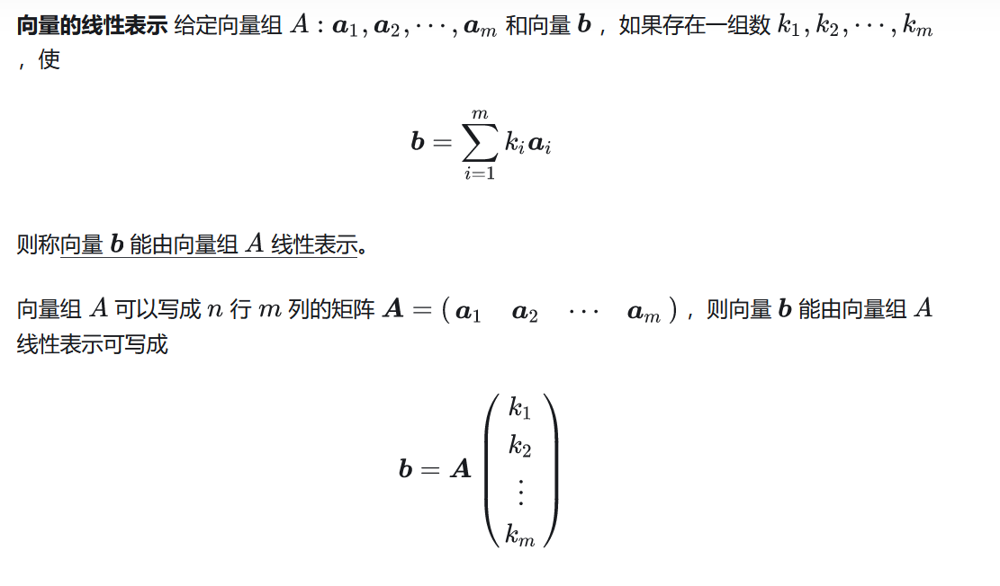 向量的线性表示 给定向量组 $A:\boldsymbol{a}_1,\boldsymbol{a}_2,\cdots,\boldsymbol{a}_m$ 和向量 $\boldsymbol{b}$ ，如果存在一组数 $k_1,k_2,\cdots,k_m$
，使
$$\boldsymbol{b}=\sum_{i=1}^{m}k_i\boldsymbol{a}_i$$
则称向量 $\boldsymbol{b}$ 能由向量组 $A$ 线性表示。
向量组 $A$ 可以写成 $n$ 行 $m$ 列的矩阵 $\boldsymbol{A}=(\boldsymbol{a}_1\quad\boldsymbol{a}_2\quad\cdots\quad\boldsymbol{a}_m)$ ，则向量 $\boldsymbol{b}$ 能由向量组 $A$
线性表示可写成
$$\boldsymbol{b}=\boldsymbol{A}\begin{pmatrix}k_1\\k_2\\\vdots\\k_m\end{pmatrix}$$